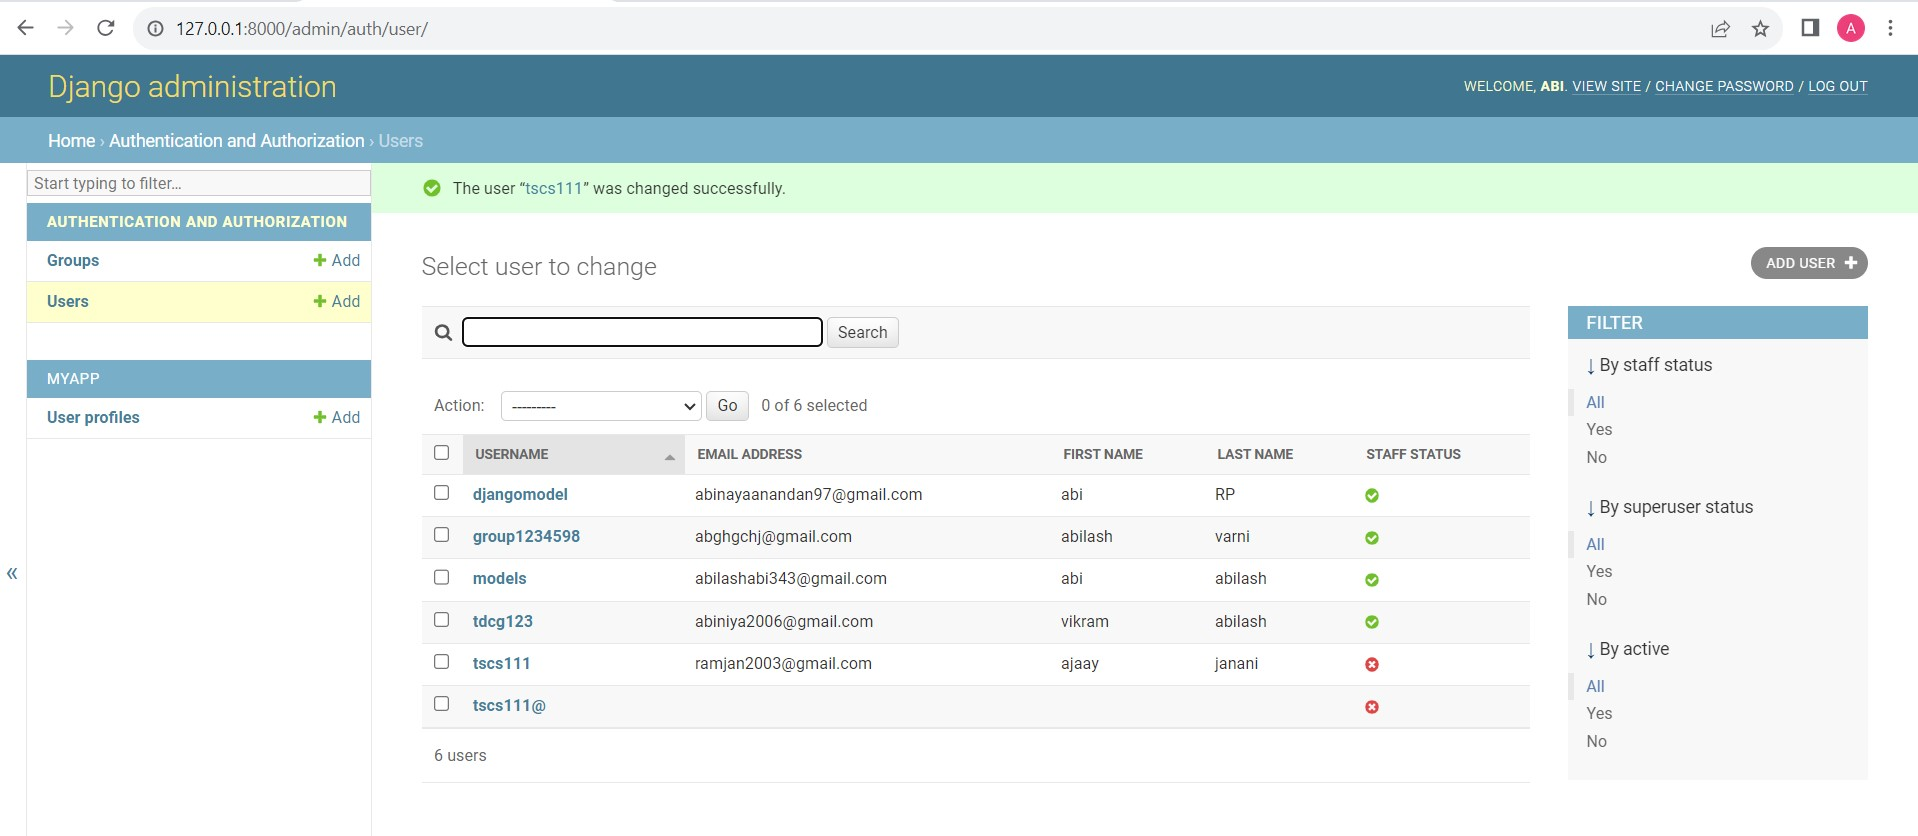 127.0.0.1:8000/admin/auth/user/
A
Django administration
WELCOME, ABI. VIEW SITE / CHANGE PASSWORD / LOG OUT
Home › Authentication and Authorization › Users
Start typing to filter...
The user “tscs111” was changed successfully.
AUTHENTICATION AND AUTHORIZATION
Groups + Add
Users + Add
MYAPP
User profiles + Add
«
Select user to change
ADD USER +
Search
Action: --------- Go 0 of 6 selected
USERNAME EMAIL ADDRESS FIRST NAME LAST NAME STAFF STATUS
djangomodel abinayaanandan97@gmail.com abi RP
group1234598 abghgchj@gmail.com abilash varni
models abilashabi343@gmail.com abi abilash
tdcg123 abiniya2006@gmail.com vikram abilash
tscs111 ramjan2003@gmail.com ajaay janani
tscs111@
6 users
FILTER
↓ By staff status
All
Yes
No
↓ By superuser status
All
Yes
No
↓ By active
All
Yes
No